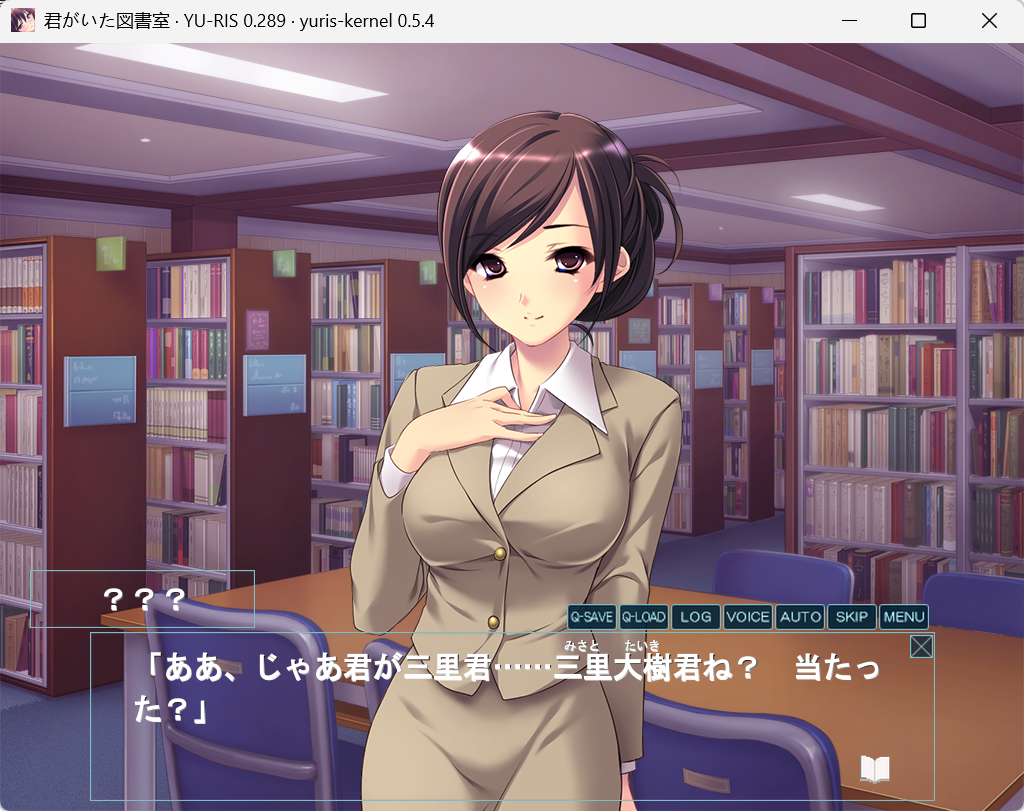 君がいた図書室 · YU-RIS 0.289 · yuris-kernel 0.5.4
？？？
Q-SAVE Q-LOAD LOG VOICE AUTO SKIP MENU
みさと たいき
「ああ、じゃあ君が三里君……三里大樹君ね？　当たっ
た？」